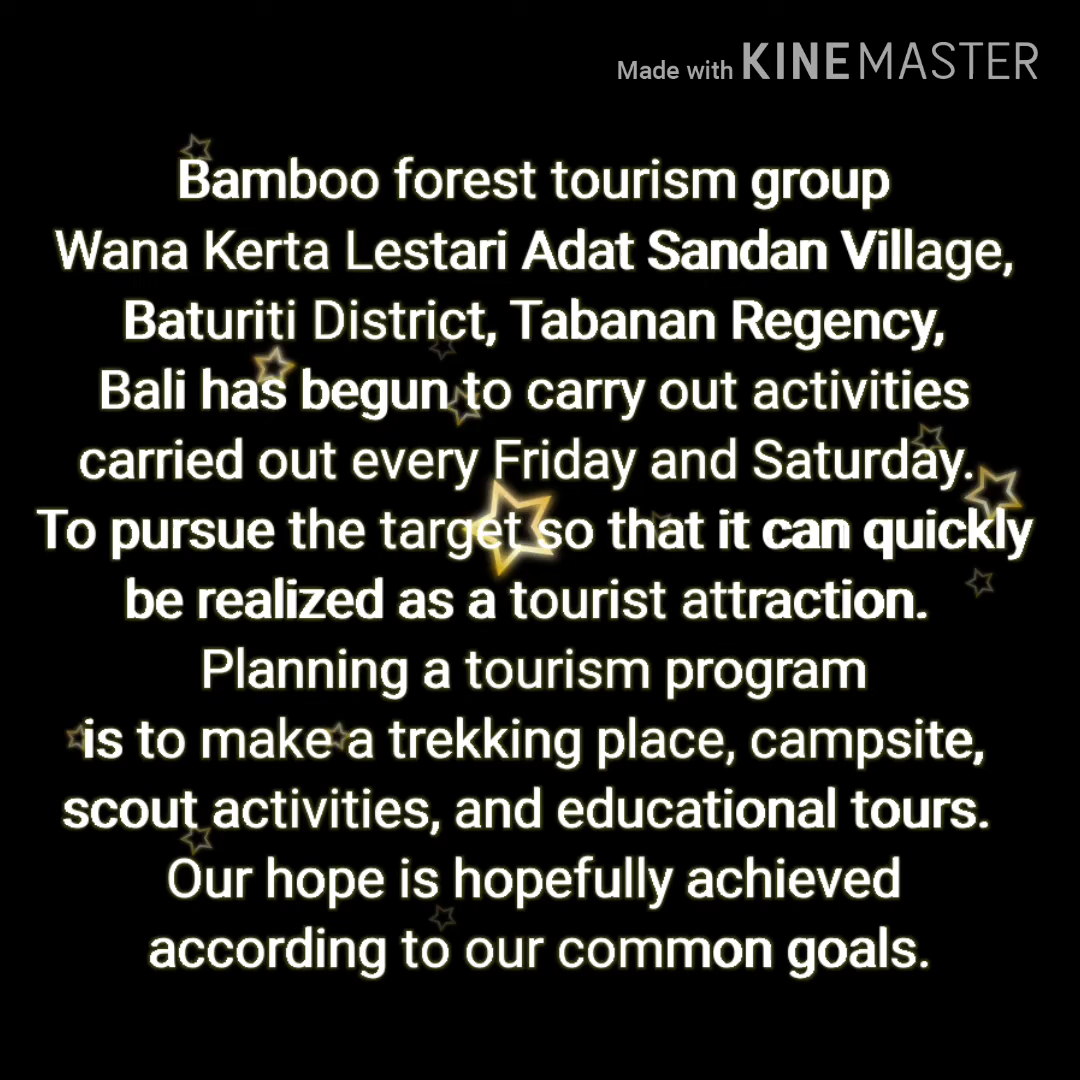 Made with KINEMASTER
Bamboo forest tourism group
Wana Kerta Lestari Adat Sandan Village,
Baturiti District, Tabanan Regency,
Bali has begun to carry out activities
carried out every Friday and Saturday.
To pursue the target so that it can quickly
be realized as a tourist attraction.
Planning a tourism program
is to make a trekking place, campsite,
scout activities, and educational tours.
Our hope is hopefully achieved
according to our common goals.